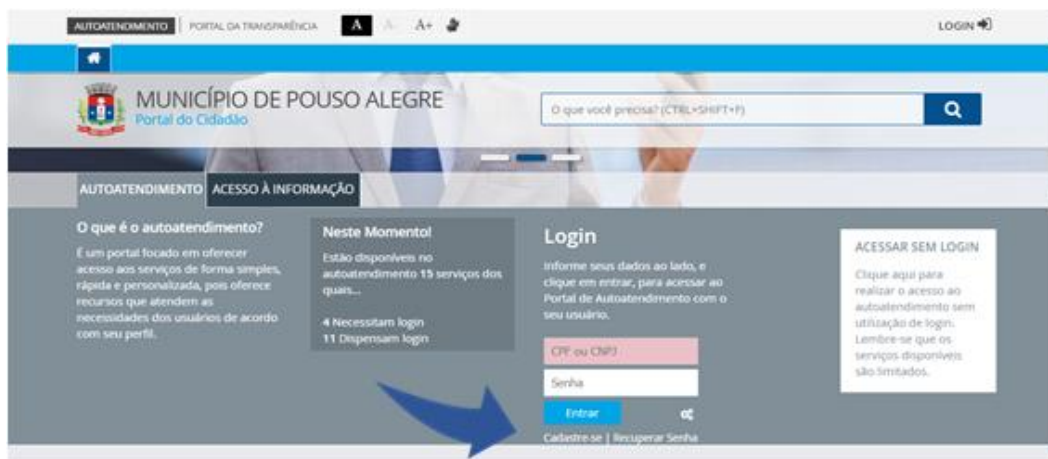 AUTOATENDIMENTO
PORTAL DA TRANSPARÊNCIA
A
A-
A+
LOGIN
MUNICÍPIO DE POUSO ALEGRE
Portal do Cidadão
O que você precisa? (CTRL+SHIFT+F)
AUTOATENDIMENTO
ACESSO À INFORMAÇÃO
O que é o autoatendimento?
É um portal focado em oferecer
acesso aos serviços de forma simples,
rápida e personalizada, pois oferece
recursos que atendem as
necessidades dos usuários de acordo
com seu perfil.
Neste Momento!
Estão disponíveis no
autoatendimento 15 serviços dos
quais...
4 Necessitam login
11 Dispensam login
Login
Informe seus dados ao lado, e
clique em entrar, para acessar ao
Portal de Autoatendimento com o
seu usuário.
CPF ou CNPJ
Senha
Entrar
Cadastre-se | Recuperar Senha
ACESSAR SEM LOGIN
Clique aqui para
realizar o acesso ao
autoatendimento sem
utilização de login.
Lembre-se que os
serviços disponíveis
são limitados.